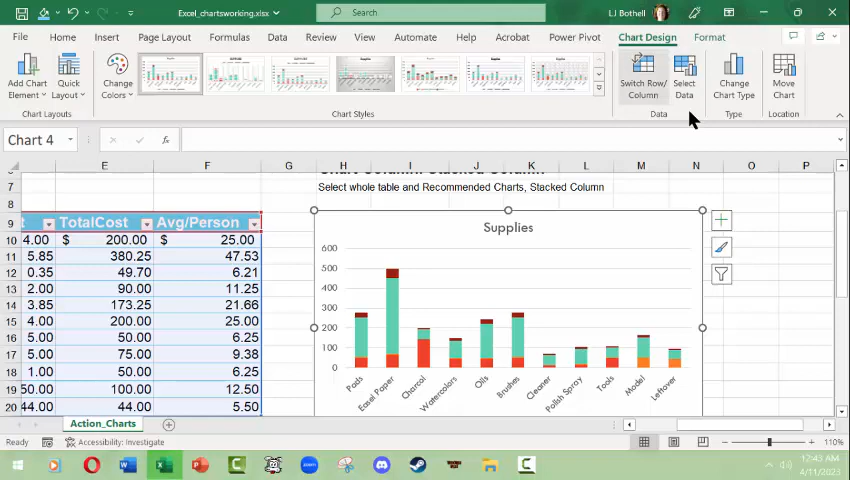 Excel_chartsworking.xlsx
Search
LJ Bothell
File Home Insert Page Layout Formulas Data Review View Automate Help Acrobat Power Pivot Chart Design Format
Add Chart Element
Quick Layout
Change Colors
Switch Row/ Column
Select Data
Change Chart Type
Move Chart
Chart Layouts Chart Styles Data Type Location
Chart 4 fx
E F G H I J K L M N O P
Chart Column: Stacked Column
7 Select whole table and Recommended Charts, Stacked Column
8
9 t TotalCost Avg/Person
10 4.00 $ 200.00 $ 25.00
11 5.85 380.25 47.53
12 0.35 49.70 6.21
13 2.00 90.00 11.25
14 3.85 173.25 21.66
15 4.00 200.00 25.00
16 5.00 50.00 6.25
17 5.00 75.00 9.38
18 1.00 50.00 6.25
19 50.00 100.00 12.50
20 44.00 44.00 5.50
Supplies
600
500
400
300
200
100
0
Pads Easel Paper Charcol Watercolors Oils Brushes Cleaner Polish Spray Tools Model Leftover
Action_Charts
Ready Accessibility: Investigate 110%
12:43 AM
4/11/2023